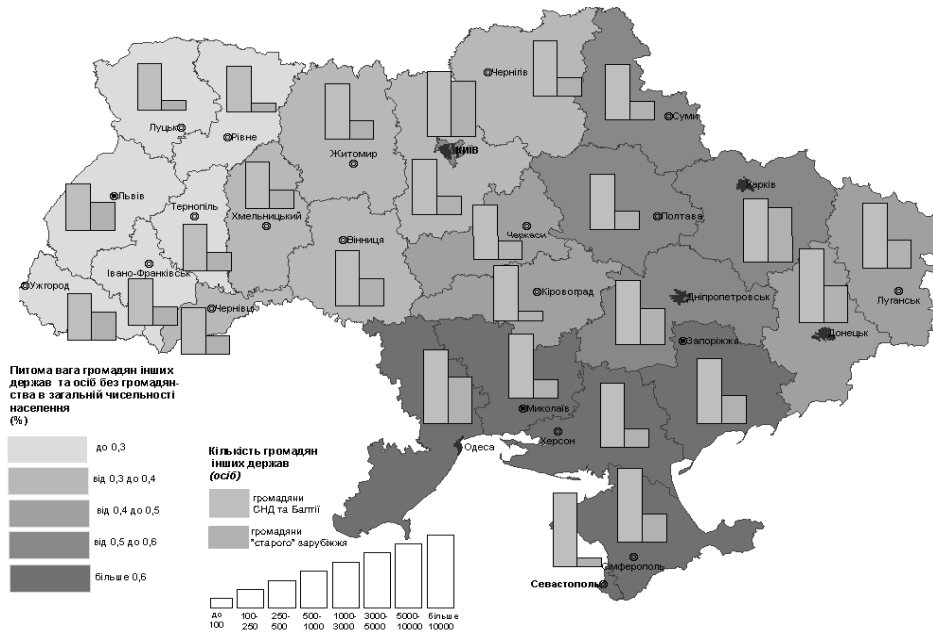 Чернігів
Суми
Луцьк
Рівне
Житомир
КИЇВ
Харків
Львів
Тернопіль
Хмельницький
Полтава
Черкаси
Вінниця
Івано-Франківськ
Ужгород
Чернівці
Кіровоград
Дніпропетровськ
Луганськ
Донецьк
Запоріжжя
Миколаїв
Херсон
Одеса
Сімферополь
Севастополь
Питома вага громадян інших
держав та осіб без громадян-
ства в загальній чисельності
населення
(%)
до 0,3
від 0,3 до 0,4
від 0,4 до 0,5
від 0,5 до 0,6
більше 0,6
Кількість громадян
інших держав
(осіб)
громадяни
СНД та Балтії
громадяни
"старого" зарубіжжя
до
100
100-
250
250-
500
500-
1000
1000-
3000
3000-
5000
5000-
10000
більше
10000